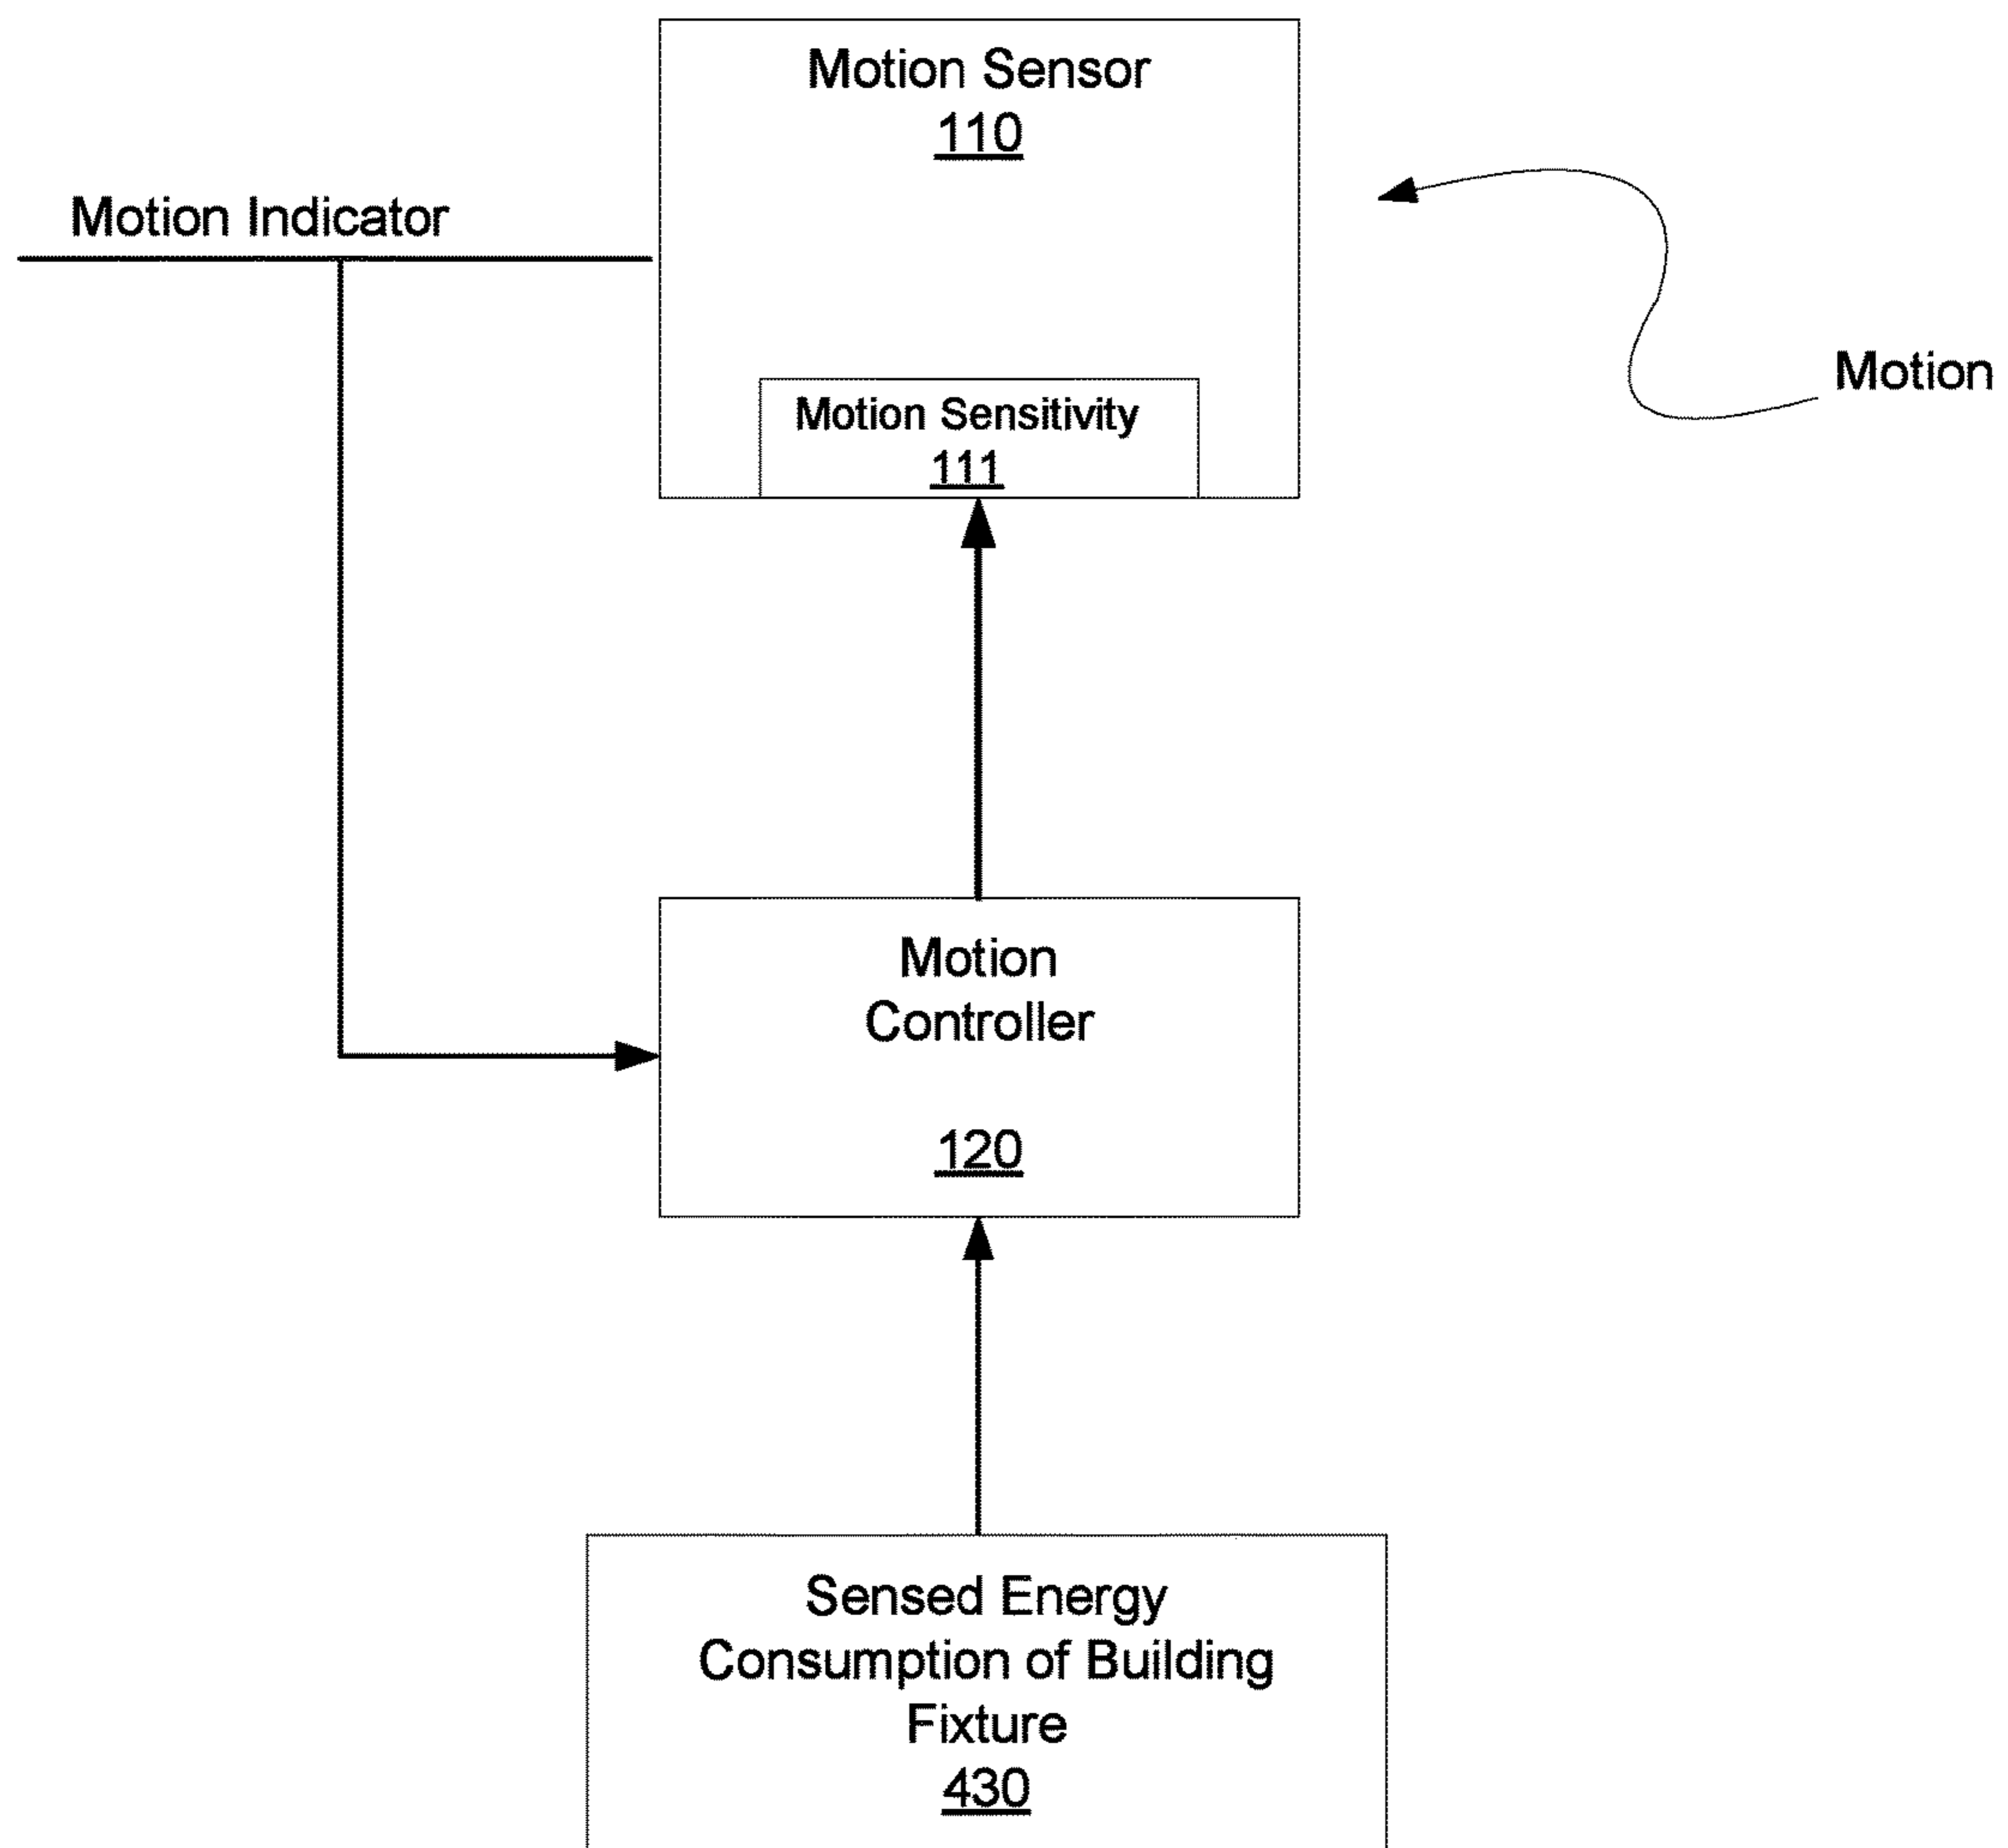 Motion Sensor
110
Motion Indicator
Motion
Motion Sensitivity
111
Motion
Controller
120
Sensed Energy
Consumption of Building
Fixture
430